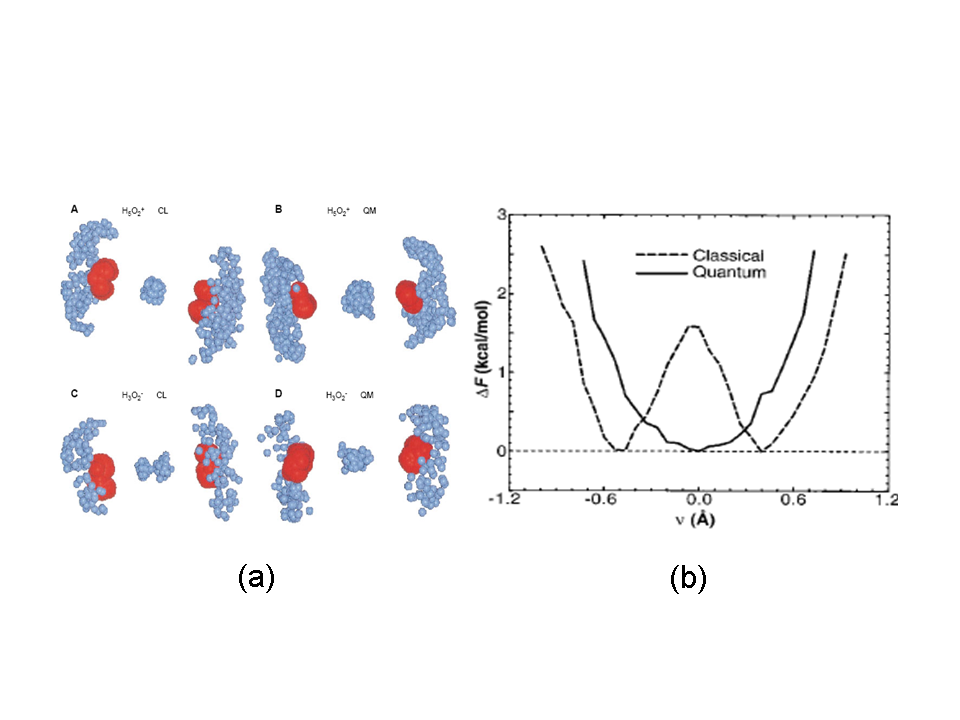 A H₅O₂⁺ CL B H₅O₂⁺ QM
C H₃O₂⁻ CL D H₃O₂⁻ QM
(a)
3
2
1
0
ΔF (kcal/mol)
Classical
Quantum
-1.2 -0.6 0.0 0.6 1.2
ν (Å)
(b)